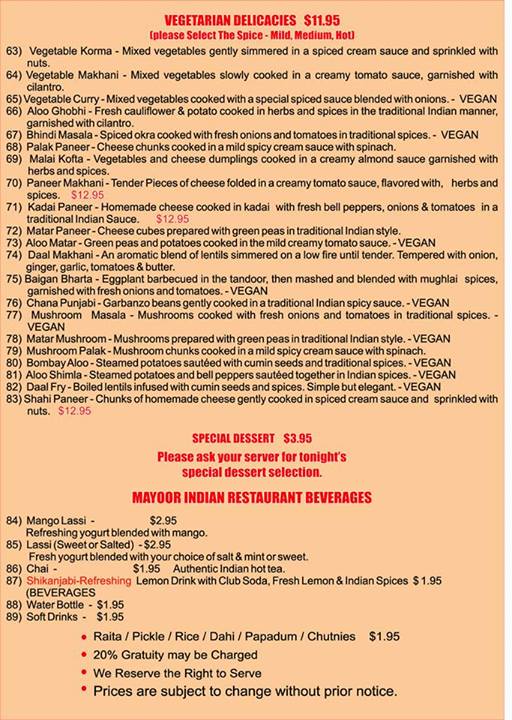 VEGETARIAN DELICACIES $11.95
(please Select The Spice - Mild, Medium, Hot)
63) Vegetable Korma - Mixed vegetables gently simmered in a spiced cream sauce and sprinkled with
nuts.
64) Vegetable Makhani - Mixed vegetables slowly cooked in a creamy tomato sauce, garnished with
cilantro.
65) Vegetable Curry - Mixed vegetables cooked with a special spiced sauce blended with onions. - VEGAN
66) Aloo Ghobhi - Fresh cauliflower & potato cooked in herbs and spices in the traditional Indian manner,
garnished with cilantro.
67) Bhindi Masala - Spiced okra cooked with fresh onions and tomatoes in traditional spices. - VEGAN
68) Palak Paneer - Cheese chunks cooked in a mild spicy cream sauce with spinach.
69) Malai Kofta - Vegetables and cheese dumplings cooked in a creamy almond sauce garnished with
herbs and spices.
70) Paneer Makhani - Tender Pieces of cheese folded in a creamy tomato sauce, flavored with, herbs and
spices. $12.95
71) Kadai Paneer - Homemade cheese cooked in kadai with fresh bell peppers, onions & tomatoes in a
traditional Indian Sauce. $12.95
72) Matar Paneer - Cheese cubes prepared with green peas in traditional Indian style.
73) Aloo Matar - Green peas and potatoes cooked in the mild creamy tomato sauce. - VEGAN
74) Daal Makhani - An aromatic blend of lentils simmered on a low fire until tender. Tempered with onion,
ginger, garlic, tomatoes & butter.
75) Baigan Bharta - Eggplant barbecued in the tandoor, then mashed and blended with mughlai spices,
garnished with fresh onions and tomatoes. - VEGAN
76) Chana Punjabi - Garbanzo beans gently cooked in a traditional Indian spicy sauce. - VEGAN
77) Mushroom Masala - Mushrooms cooked with fresh onions and tomatoes in traditional spices. -
VEGAN
78) Matar Mushroom - Mushrooms prepared with green peas in traditional Indian style. - VEGAN
79) Mushroom Palak - Mushroom chunks cooked in a mild spicy cream sauce with spinach.
80) Bombay Aloo - Steamed potatoes sautéed with cumin seeds and traditional spices. - VEGAN
81) Aloo Shimla - Steamed potatoes and bell peppers sautéed together in Indian spices. - VEGAN
82) Daal Fry - Boiled lentils infused with cumin seeds and spices. Simple but elegant. - VEGAN
83) Shahi Paneer - Chunks of homemade cheese gently cooked in spiced cream sauce and sprinkled with
nuts. $12.95
SPECIAL DESSERT $3.95
Please ask your server for tonight's
special dessert selection.
MAYOOR INDIAN RESTAURANT BEVERAGES
84) Mango Lassi - $2.95
Refreshing yogurt blended with mango.
85) Lassi (Sweet or Salted) - $2.95
Fresh yogurt blended with your choice of salt & mint or sweet.
86) Chai - $1.95 Authentic Indian hot tea.
87) Shikanjabi-Refreshing Lemon Drink with Club Soda, Fresh Lemon & Indian Spices $ 1.95
(BEVERAGES
88) Water Bottle - $1.95
89) Soft Drinks - $1.95
• Raita / Pickle / Rice / Dahi / Papadum / Chutnies $1.95
• 20% Gratuity may be Charged
• We Reserve the Right to Serve
• Prices are subject to change without prior notice.